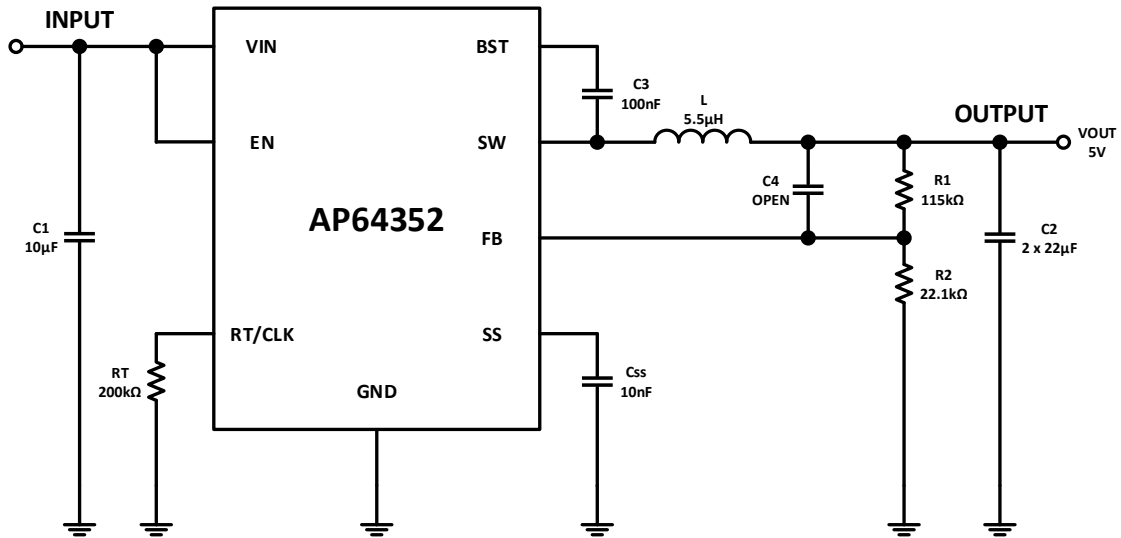 INPUT
VIN
BST
C3
100nF
L
5.5µH
OUTPUT
VOUT
5V
EN
SW
C4
OPEN
R1
115kΩ
AP64352
C1
10µF
FB
C2
2 x 22µF
R2
22.1kΩ
RT/CLK
SS
RT
200kΩ
GND
Css
10nF